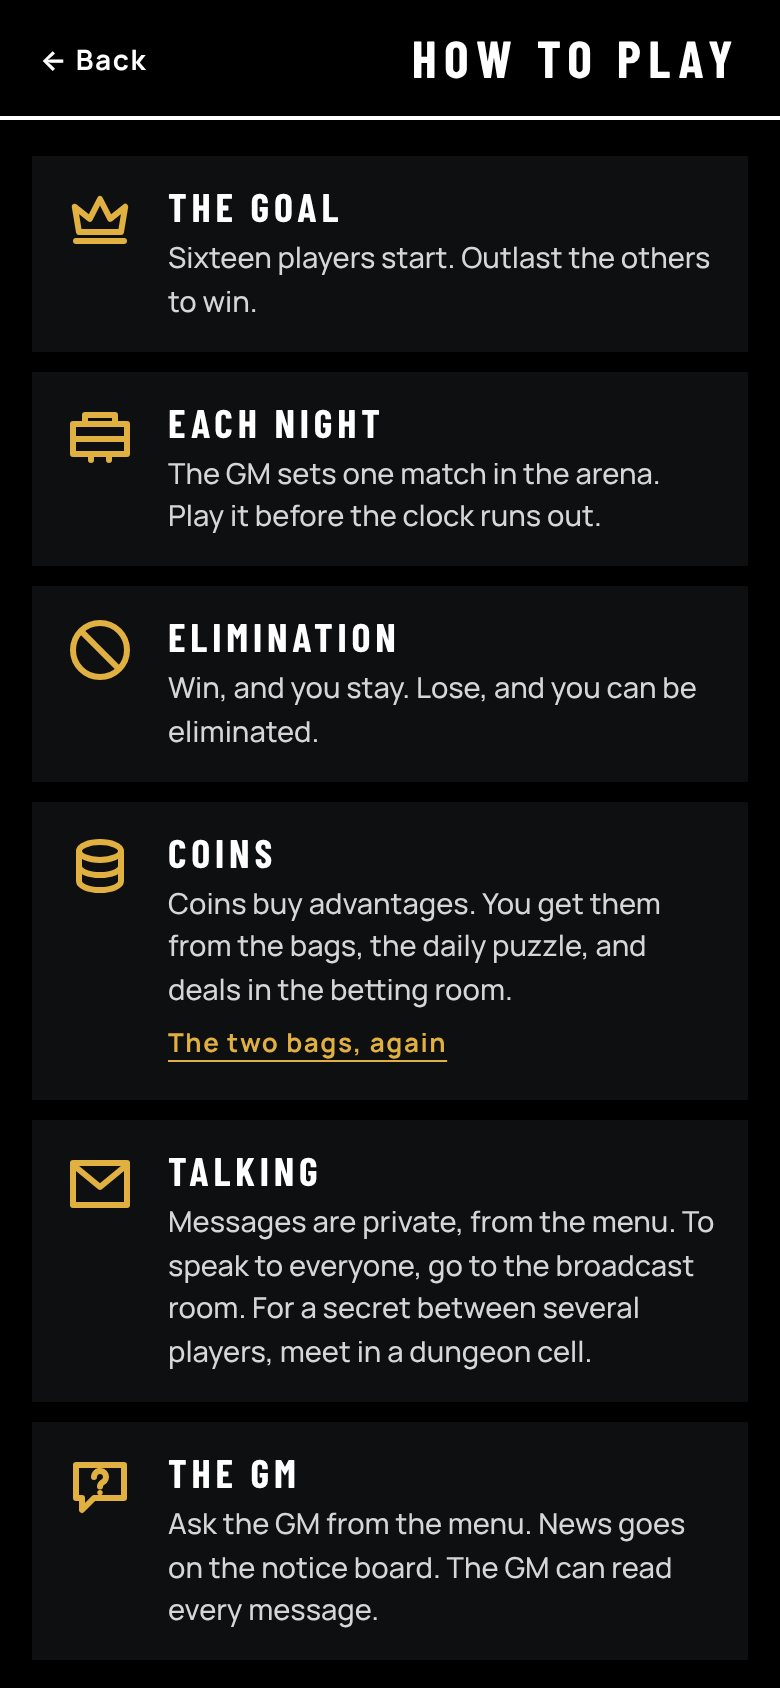 ← Back
HOW TO PLAY
THE GOAL
Sixteen players start. Outlast the others
to win.
EACH NIGHT
The GM sets one match in the arena.
Play it before the clock runs out.
ELIMINATION
Win, and you stay. Lose, and you can be
eliminated.
COINS
Coins buy advantages. You get them
from the bags, the daily puzzle, and
deals in the betting room.
The two bags, again
TALKING
Messages are private, from the menu. To
speak to everyone, go to the broadcast
room. For a secret between several
players, meet in a dungeon cell.
?
THE GM
Ask the GM from the menu. News goes
on the notice board. The GM can read
every message.